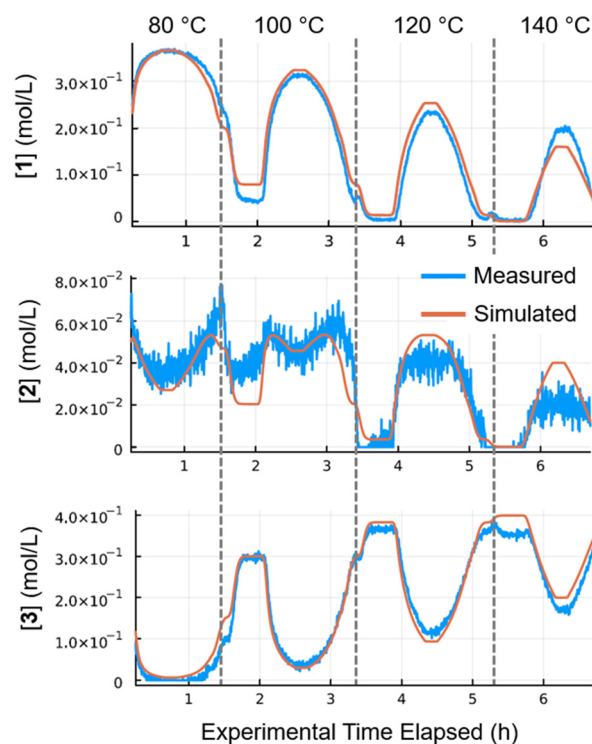 80 °C 100 °C 120 °C 140 °C
[1] (mol/L)
3.0×10⁻¹
2.0×10⁻¹
1.0×10⁻¹
0
1 2 3 4 5 6
[2] (mol/L)
8.0×10⁻²
6.0×10⁻²
4.0×10⁻²
2.0×10⁻²
0
Measured
Simulated
1 2 3 4 5 6
[3] (mol/L)
4.0×10⁻¹
3.0×10⁻¹
2.0×10⁻¹
1.0×10⁻¹
0
1 2 3 4 5 6
Experimental Time Elapsed (h)